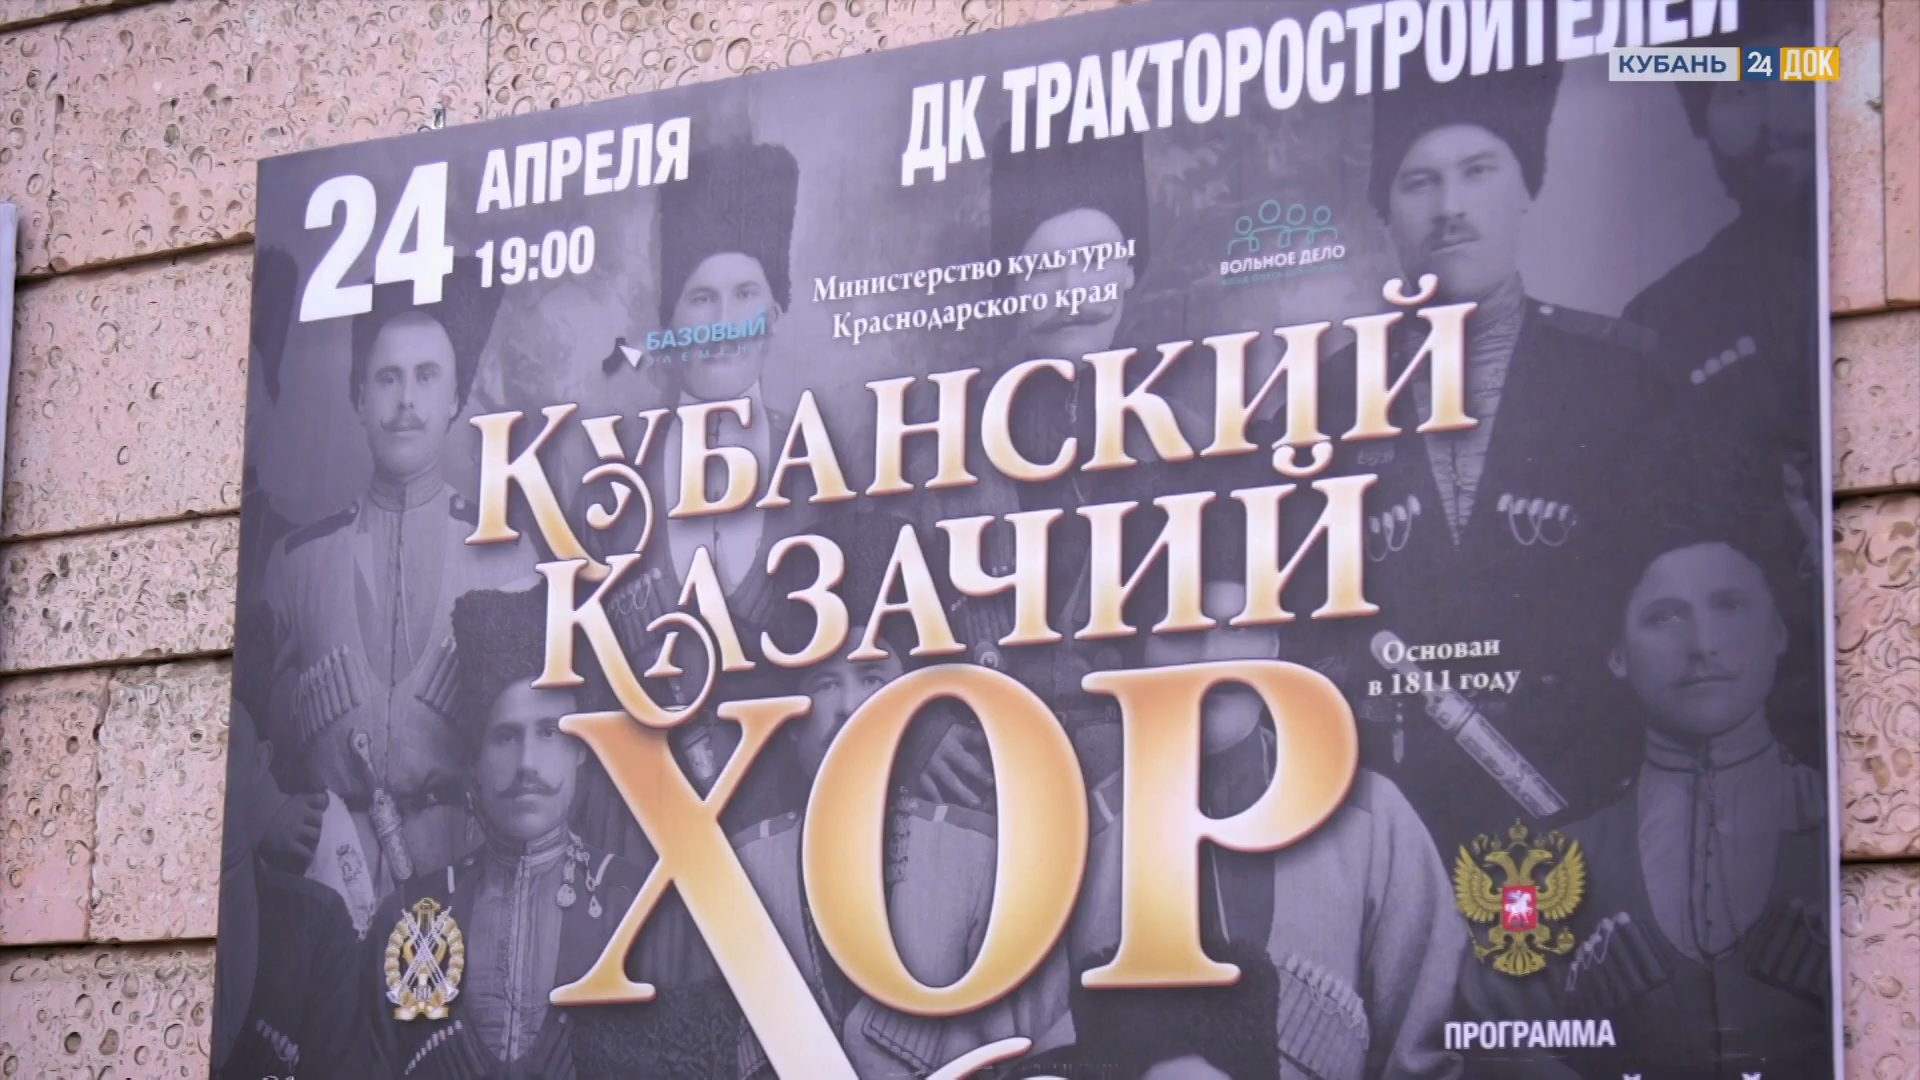 КУБАНЬ 24 ДОК
24 АПРЕЛЯ
19:00
ДК ТРАКТОРОСТРОИТЕЛЕЙ
БАЗОВЫЙ
ЭЛЕМЕНТ
Министерство культуры
Краснодарского края
ВОЛЬНОЕ ДЕЛО
КУБАНСКИЙ
КАЗАЧИЙ
ХОР
Основан
в 1811 году
ПРОГРАММА